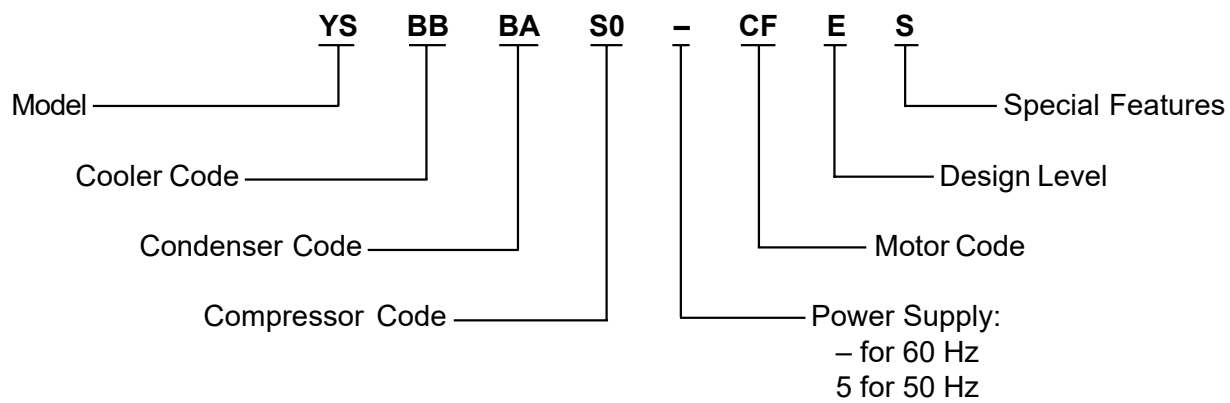 YS BB BA S0 – CF E S
Model
Special Features
Cooler Code
Design Level
Condenser Code
Motor Code
Compressor Code
Power Supply:
– for 60 Hz
5 for 50 Hz